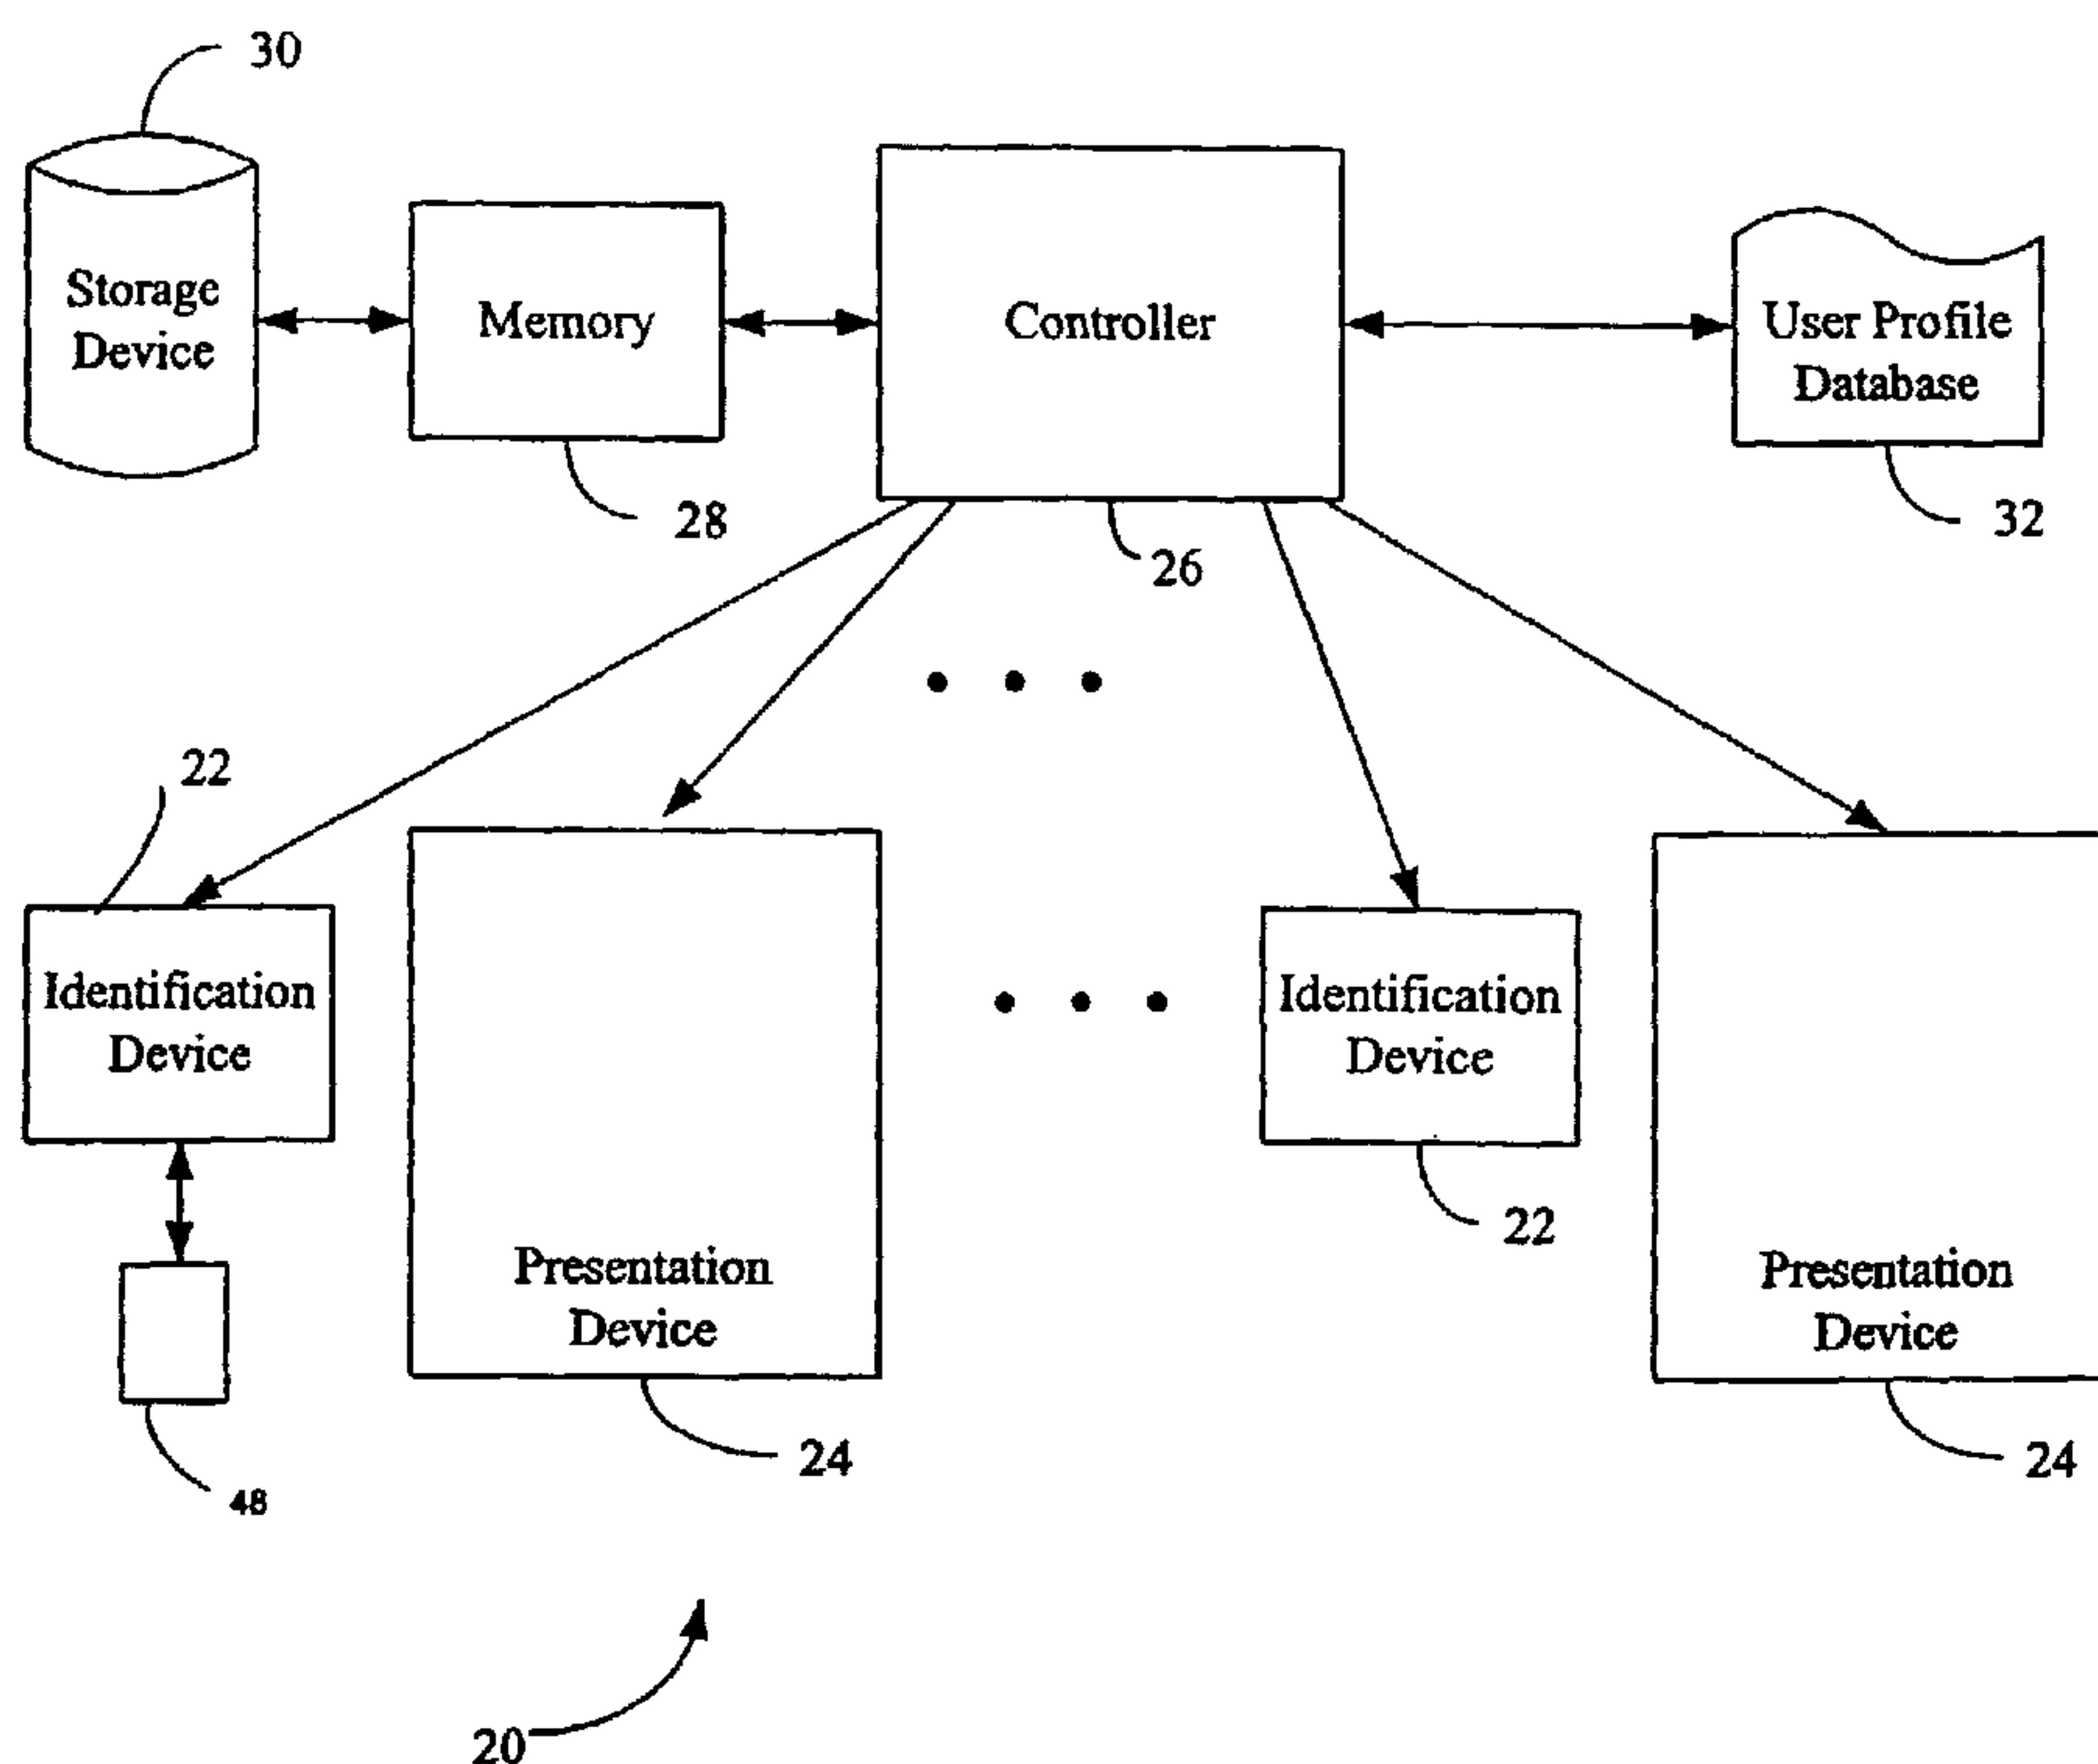 30
Storage
Device
Memory
Controller
User Profile
Database
28
26
32
22
Identification
Device
Identification
Device
22
Presentation
Device
Presentation
Device
24
24
48
20